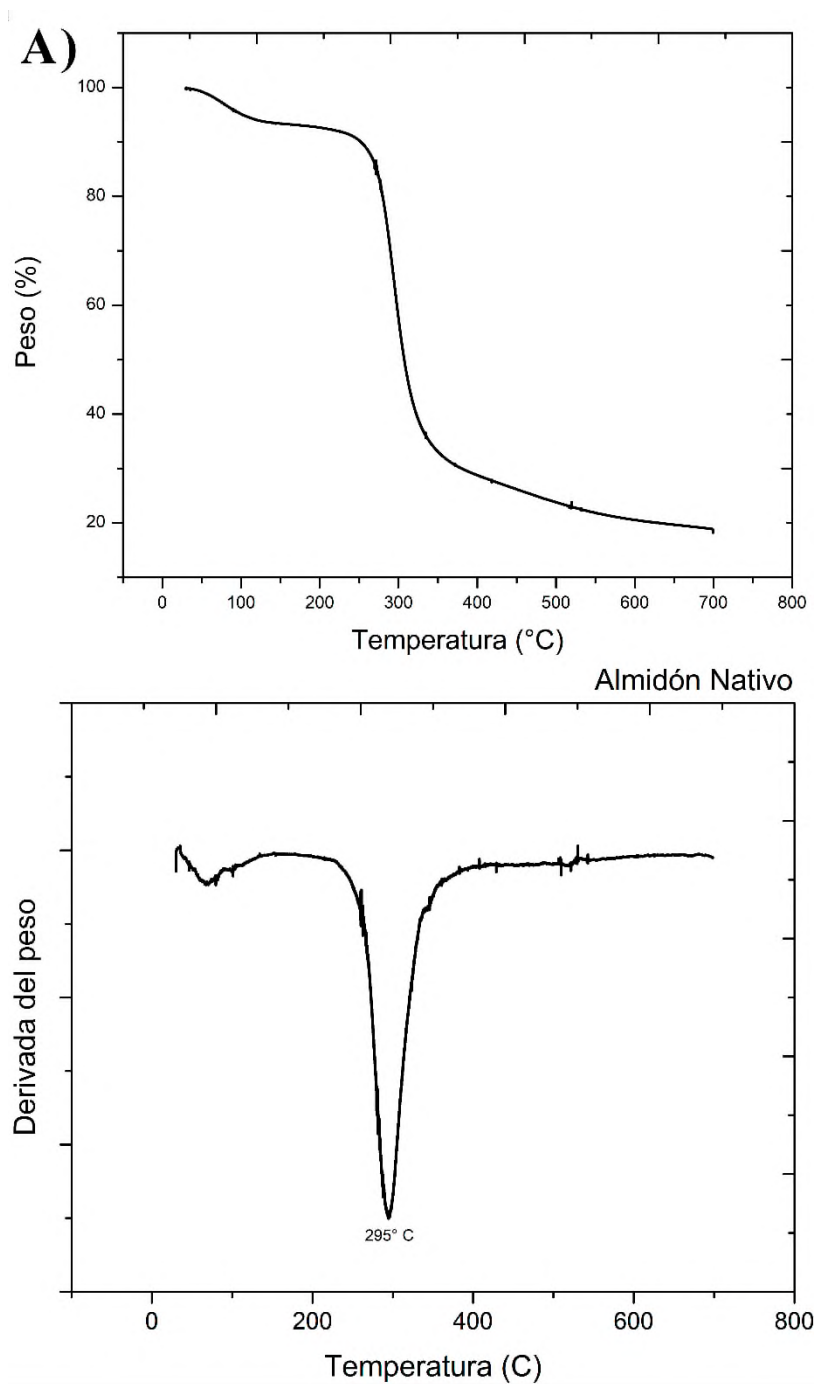 A)
Peso (%)
100
80
60
40
20
0 100 200 300 400 500 600 700 800
Temperatura (°C)
Almidón Nativo
Derivada del peso
295° C
0 200 400 600 800
Temperatura (C)